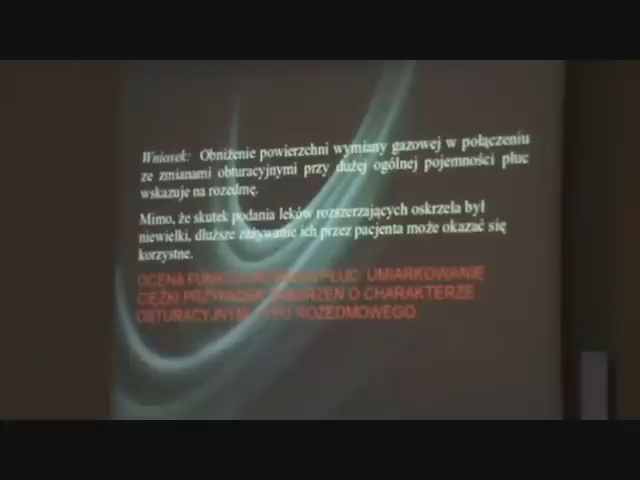 Wniosek: Obniżenie powierzchni wymiany gazowej w połączeniu
ze zmianami obturacyjnymi przy dużej ogólnej pojemności płuc
wskazuje na rozedmę.
Mimo, że skutek podania leków rozszerzających oskrzela był
niewielki, dłuższe zażywanie ich przez pacjenta może okazać się
korzystne.
OCENA PŁUC: UMIARKOWANIE
CIĘŻKI PRZYPADEK O CHARAKTERZE
OBTURACYJNYM, TYPU ROZEDMOWEGO